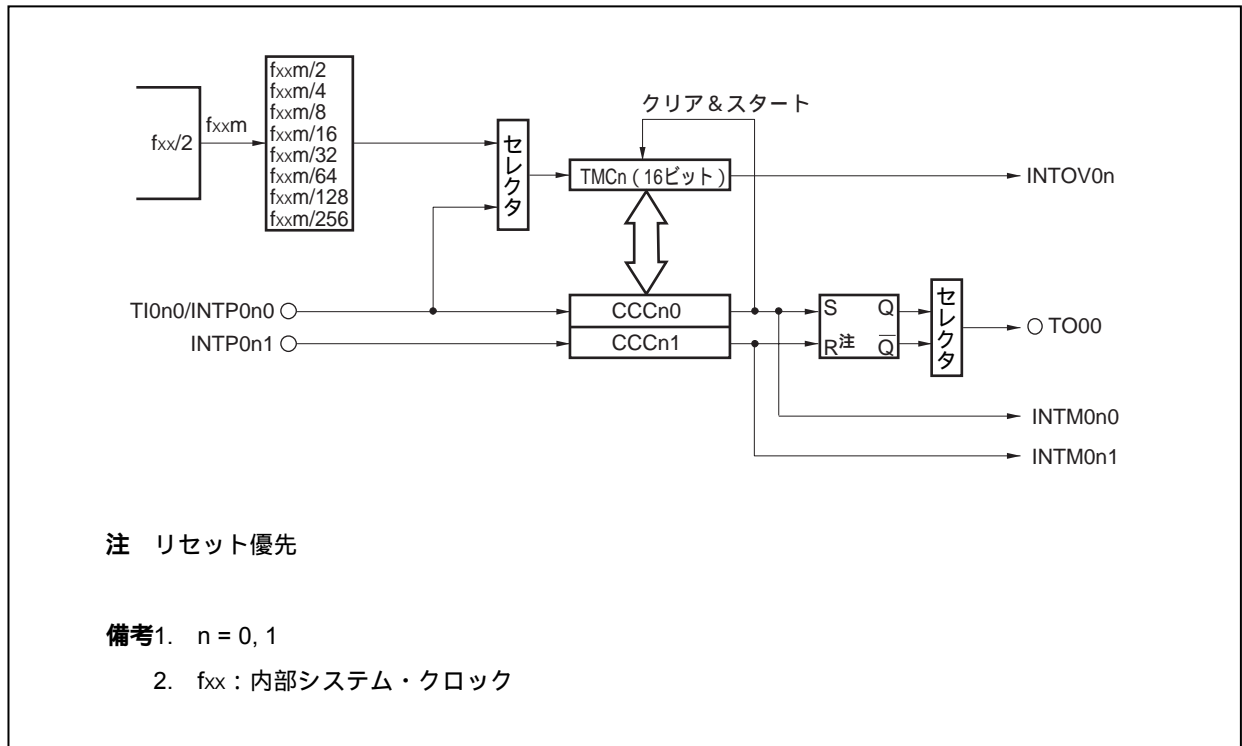 fxx/2
fxxm
fxxm/2
fxxm/4
fxxm/8
fxxm/16
fxxm/32
fxxm/64
fxxm/128
fxxm/256
セレクタ
クリア＆スタート
TMCn（16ビット）
INTOV0n
TI0n0/INTP0n0
INTP0n1
CCCn0
CCCn1
S Q
R注 Q̅
セレクタ
TO00
INTM0n0
INTM0n1
注 リセット優先
備考1. n = 0, 1
2. fxx：内部システム・クロック